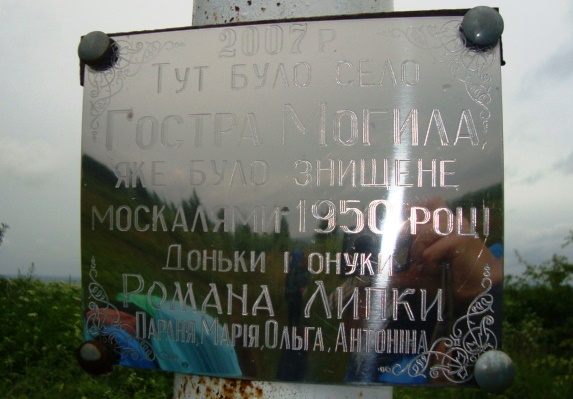 2007 р.
Тут було село
Гостра Могила,
яке було знищене
москалями 1950 році
Доньки і онуки
Романа Липки
Параня, Марія, Ольга, Антоніна